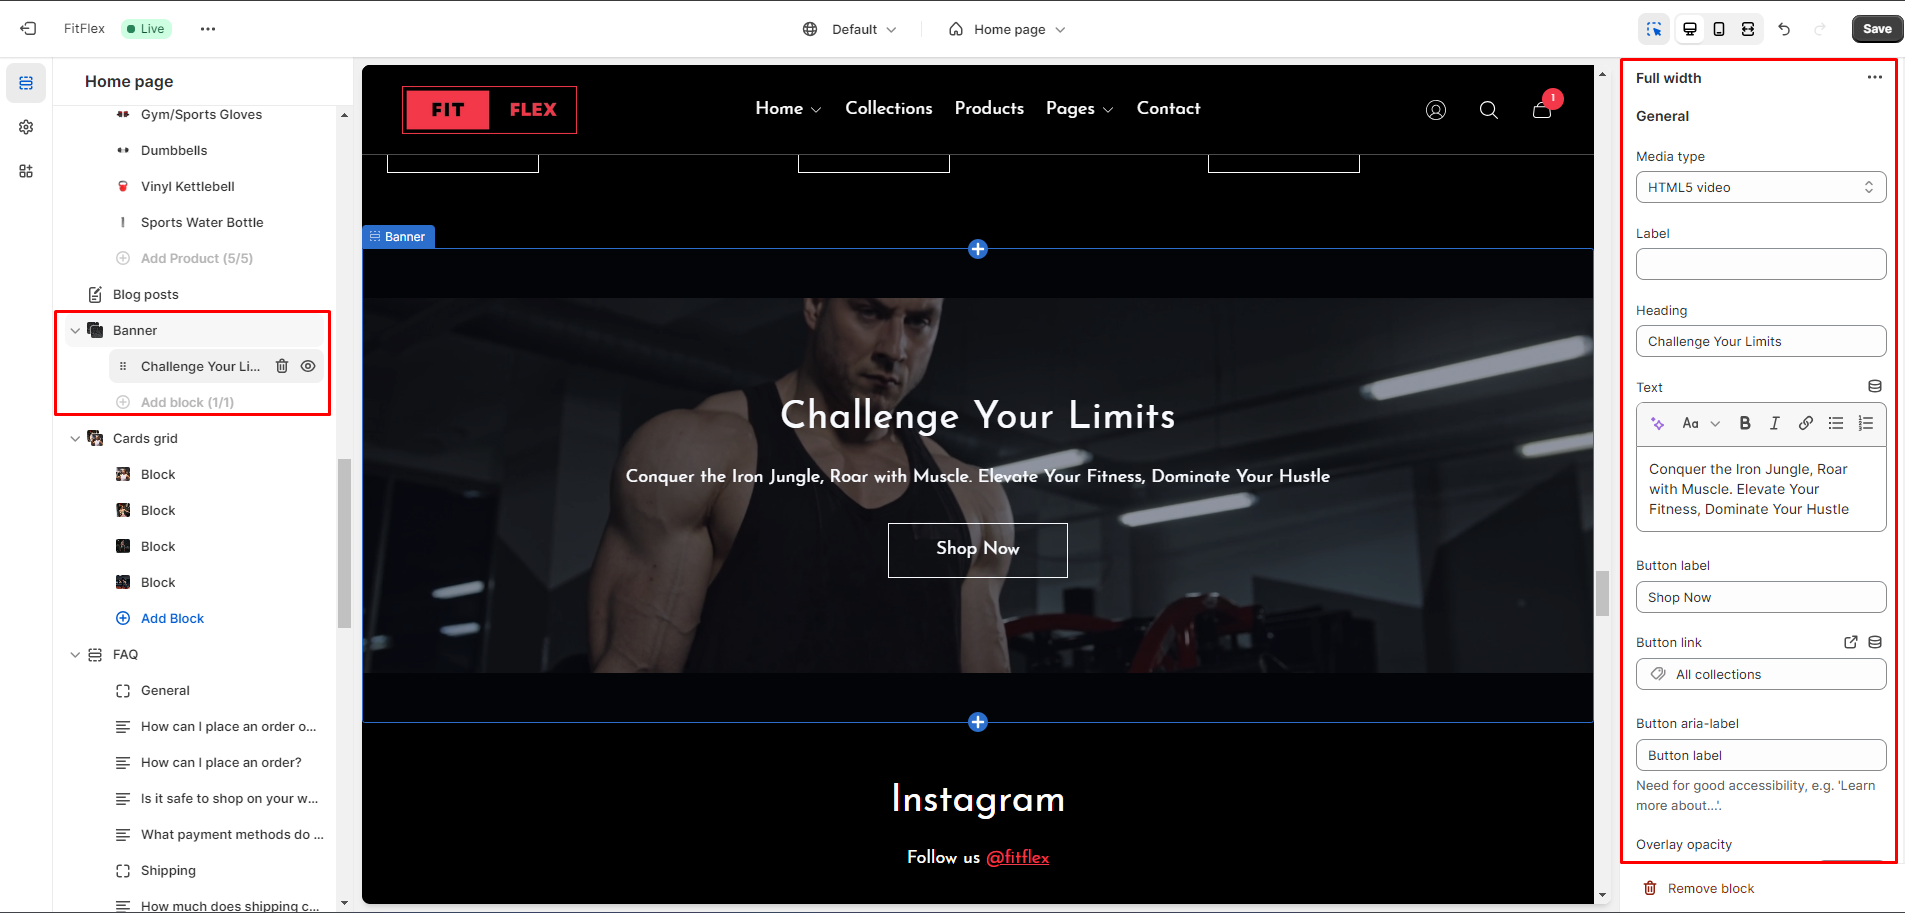 FitFlex
Live
Default
Home page
Save
Home page
Gym/Sports Gloves
Dumbbells
Vinyl Kettlebell
Sports Water Bottle
Add Product (5/5)
Blog posts
Banner
Challenge Your Li...
Add block (1/1)
Cards grid
Block
Block
Block
Block
Add Block
FAQ
General
How can I place an order o...
How can I place an order?
Is it safe to shop on your w...
What payment methods do ...
Shipping
How much does shipping c...
FIT FLEX
Home
Collections
Products
Pages
Contact
1
Banner
Challenge Your Limits
Conquer the Iron Jungle, Roar with Muscle. Elevate Your Fitness, Dominate Your Hustle
Shop Now
Instagram
Follow us @fitflex
Full width
General
Media type
HTML5 video
Label
Heading
Challenge Your Limits
Text
Aa
B I
Conquer the Iron Jungle, Roar
with Muscle. Elevate Your
Fitness, Dominate Your Hustle
Button label
Shop Now
Button link
All collections
Button aria-label
Button label
Need for good accessibility, e.g. 'Learn
more about...'.
Overlay opacity
Remove block